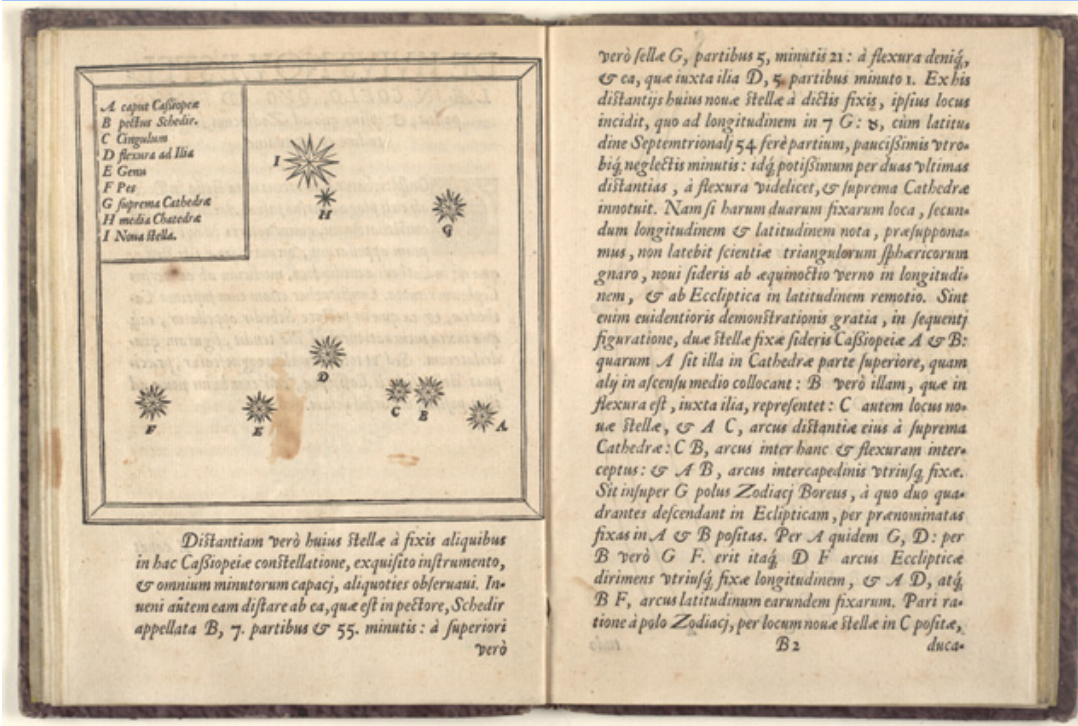 A caput Caßiopeæ
B pectus Schedir.
C Cingulum
D flexura ad Ilia
E Genu
F Pes
G suprema Cathedræ
H media Chatedræ
I Noua stella.
I
H
G
D
C
B
A
E
F
Distantiam verò huius stellæ à fixis aliquibus
in hac Caßiopeiæ constellatione, exquisito instrumento,
& omnium minutorum capacj, aliquoties obseruaui. In-
ueni aũtem eam distare ab ea, quæ est in pectore, Schedir
appellata B, 7. partibus & 55. minutis: à superiori
verò
verò sellæ G, partibus 5, minutis 21: à flexura deniq́,
& ea, quæ iuxta ilia D, 5. partibus minuto 1. Ex his
distantijs huius nouæ stellæ à dictis fixis, ipsius locus
incidit, quo ad longitudinem in 7 G: ♉, cùm latitu-
dine Septemtrionalj 54 ferè partium, paucißimis vtro-
biq́ neglectis minutis: idq́ potißimum per duas vltimas
distantias, à flexura videlicet, & suprema Cathedræ
innotuit. Nam si harum duarum fixarum loca, secun-
dum longitudinem & latitudinem nota, præsuppona-
mus, non latebit scientiæ triangulorum sphæricorum
gnaro, noui sideris ab æquinoctio verno in longitudi-
nem, & ab Eccliptica in latitudinem remotio. Sint
enim euidentioris demonstrationis gratia, in sequentj
figuratione, duæ stellæ fixæ sideris Caßiopeiæ A & B:
quarum A sit illa in Cathedræ parte superiore, quam
alij in ascensu medio collocant: B verò illam, quæ in
flexura est, iuxta ilia, repræsentet: C autem locus no-
uæ stellæ, & A C, arcus distantiæ eius à suprema
Cathedræ: C B, arcus inter hanc & flexuram inter-
ceptus: & A B, arcus intercapedinis vtriusq́ fixæ.
Sit insuper G polus Zodiacj Boreus, à quo duo qua-
drantes descendant in Eclipticam, per prænominatas
fixas in A & B positas. Per A quidem G, D: per
B verò G F. erit itaq́ D F arcus Eccliptcæ
dirimens vtriusq́ fixæ longitudinem, & A D, atq́
B F, arcus latitudinum earundem fixarum. Pari ra-
tione à polo Zodiacj, per locum nouæ stellæ in C positæ,
B 2
duca-